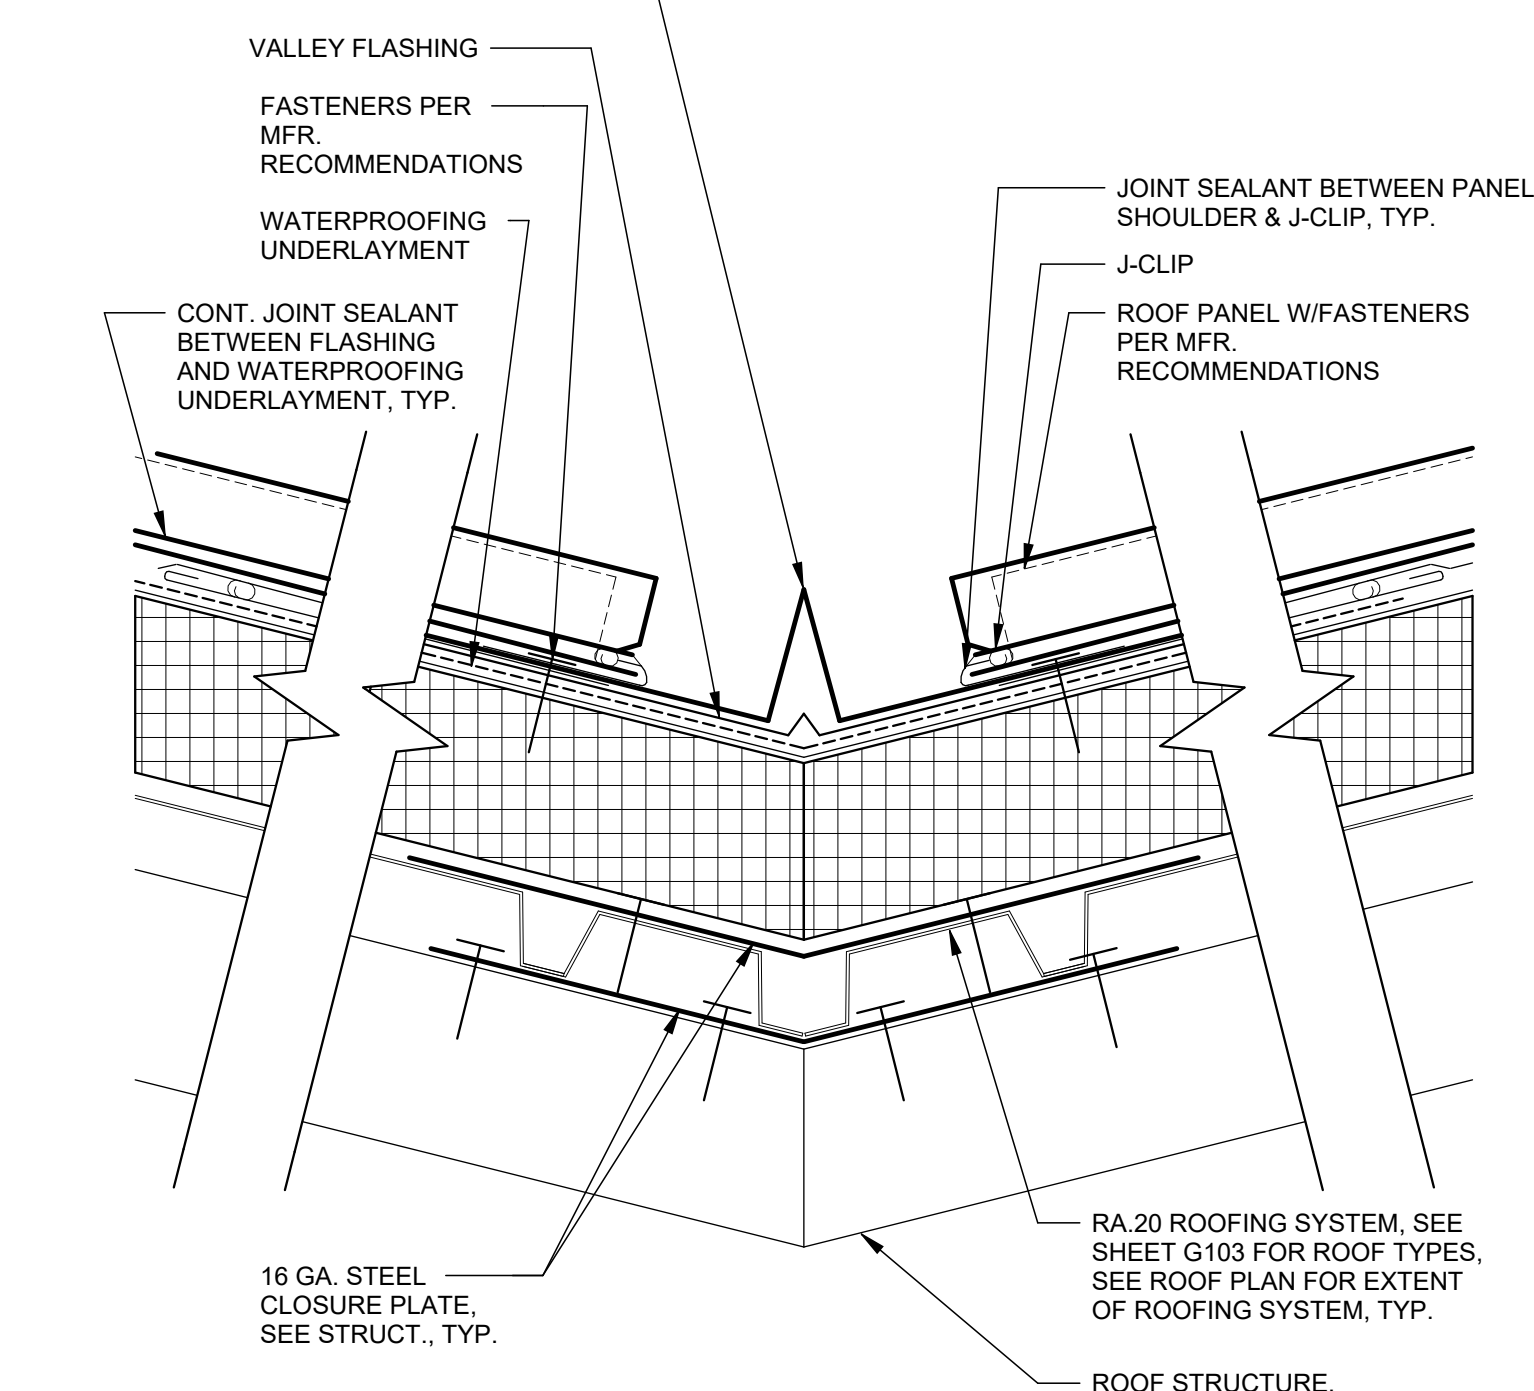 VALLEY FLASHING
FASTENERS PER
MFR.
RECOMMENDATIONS
WATERPROOFING
UNDERLAYMENT
CONT. JOINT SEALANT
BETWEEN FLASHING
AND WATERPROOFING
UNDERLAYMENT, TYP.
JOINT SEALANT BETWEEN PANEL
SHOULDER & J-CLIP, TYP.
J-CLIP
ROOF PANEL W/FASTENERS
PER MFR.
RECOMMENDATIONS
16 GA. STEEL
CLOSURE PLATE,
SEE STRUCT., TYP.
RA.20 ROOFING SYSTEM, SEE
SHEET G103 FOR ROOF TYPES,
SEE ROOF PLAN FOR EXTENT
OF ROOFING SYSTEM, TYP.
ROOF STRUCTURE,